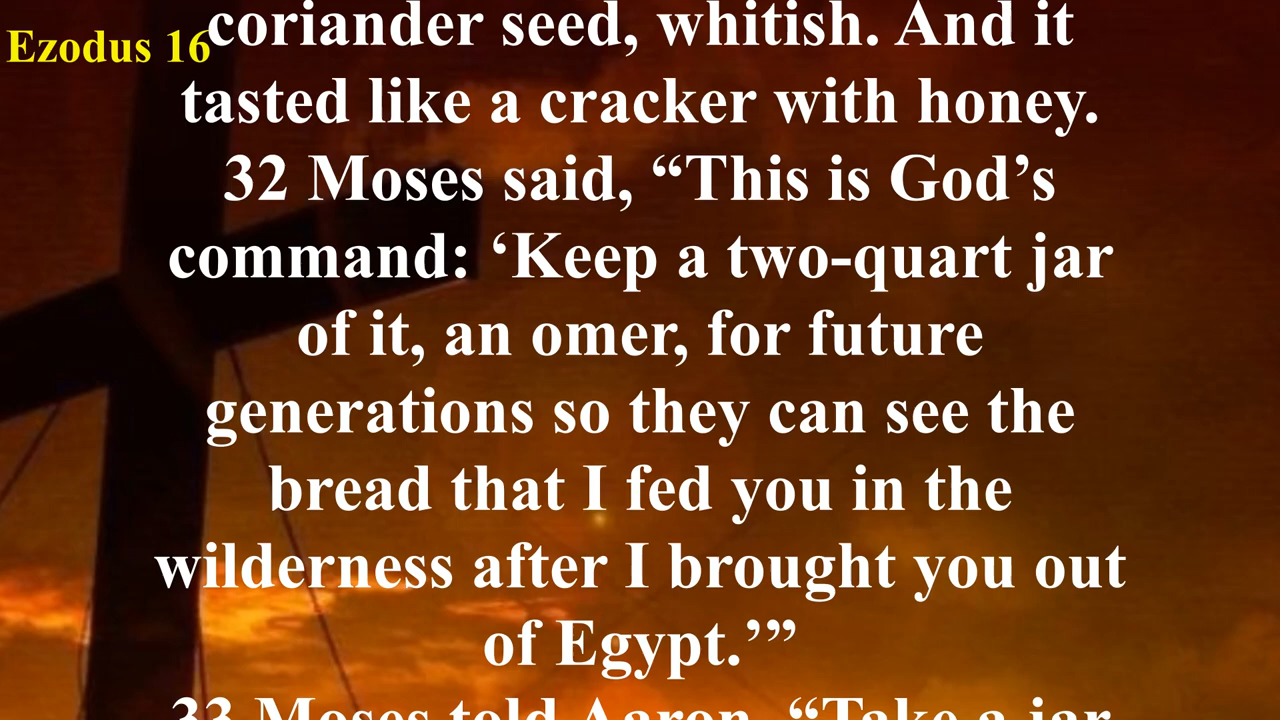 Ezodus 16
coriander seed, whitish. And it
tasted like a cracker with honey.
32 Moses said, “This is God’s
command: ‘Keep a two-quart jar
of it, an omer, for future
generations so they can see the
bread that I fed you in the
wilderness after I brought you out
of Egypt.’”
33 Moses told Aaron, “Take a jar